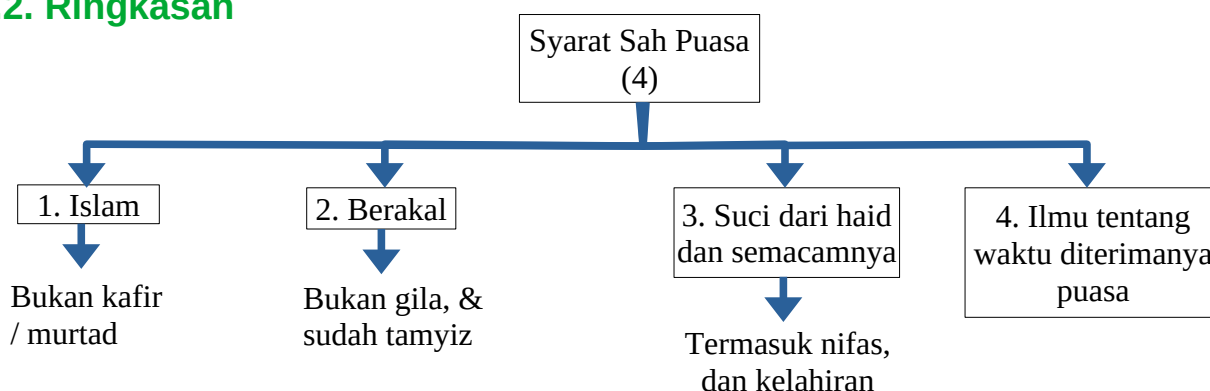 2. Ringkasan
Syarat Sah Puasa
(4)
1. Islam
2. Berakal
3. Suci dari haid
dan semacamnya
4. Ilmu tentang
waktu diterimanya
puasa
Bukan kafir
/ murtad
Bukan gila, &
sudah tamyiz
Termasuk nifas,
dan kelahiran